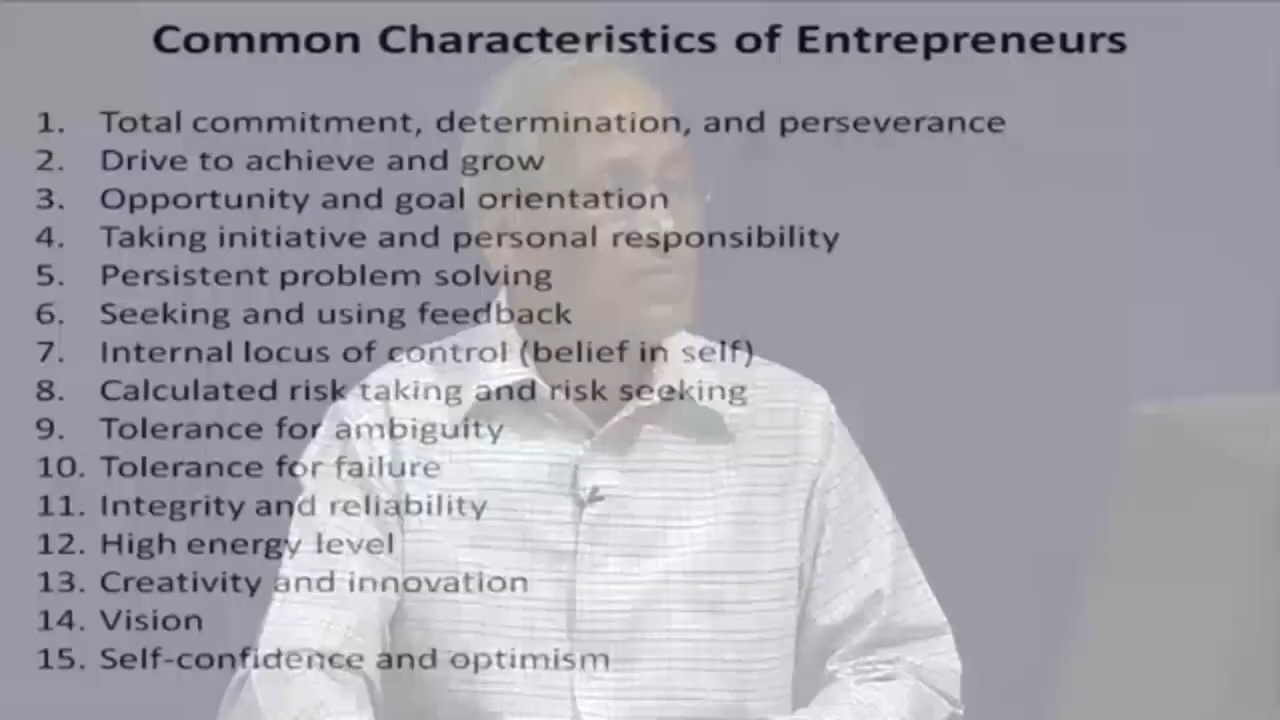 Common Characteristics of Entrepreneurs
1. Total commitment, determination, and perseverance
2. Drive to achieve and grow
3. Opportunity and goal orientation
4. Taking initiative and personal responsibility
5. Persistent problem solving
6. Seeking and using feedback
7. Internal locus of control (belief in self)
8. Calculated risk taking and risk seeking
9. Tolerance for ambiguity
10. Tolerance for failure
11. Integrity and reliability
12. High energy level
13. Creativity and innovation
14. Vision
15. Self-confidence and optimism